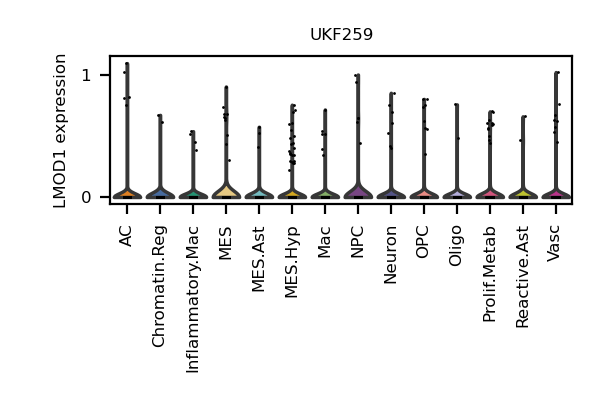 UKF259
LMOD1 expression
1
0
AC
Chromatin.Reg
Inflammatory.Mac
MES
MES.Ast
MES.Hyp
Mac
NPC
Neuron
OPC
Oligo
Prolif.Metab
Reactive.Ast
Vasc